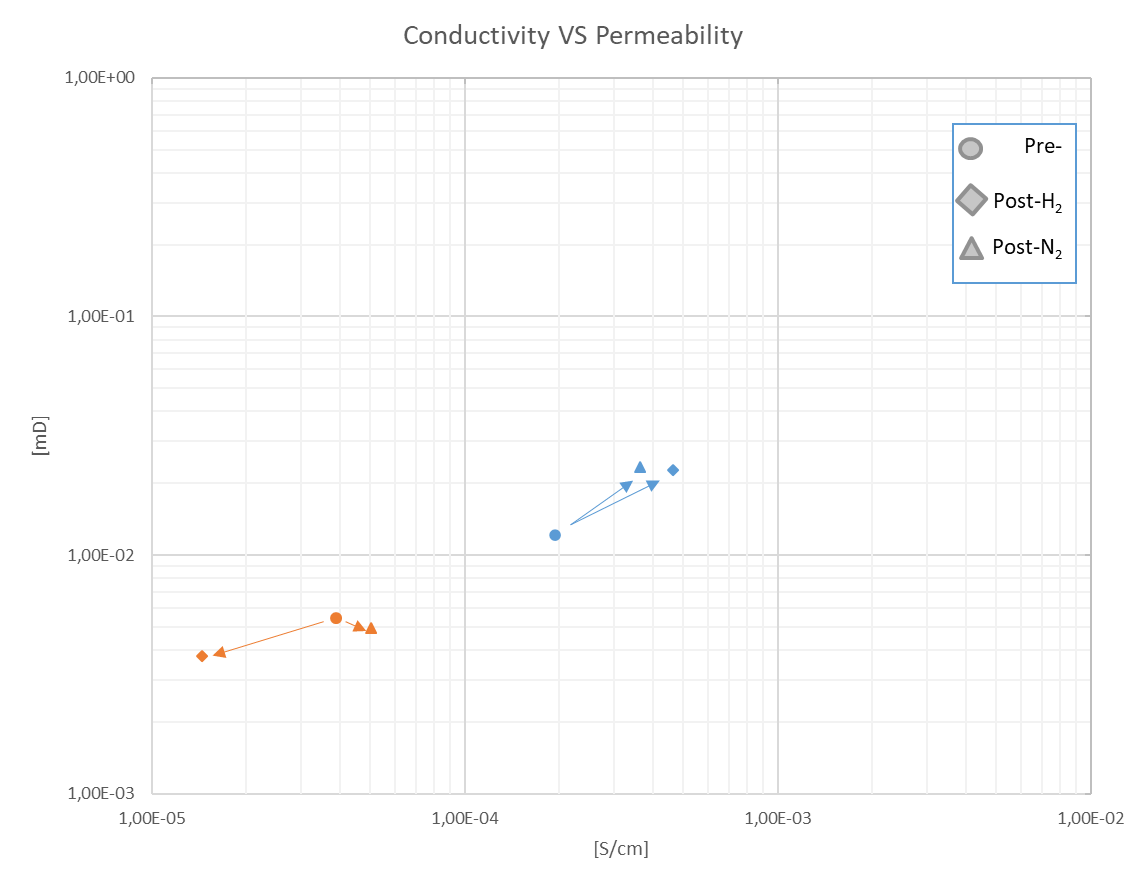 Conductivity VS Permeability
1,00E+00
Pre-
Post-H₂
Post-N₂
1,00E-01
[mD]
1,00E-02
1,00E-03
1,00E-05 1,00E-04 1,00E-03 1,00E-02
[S/cm]